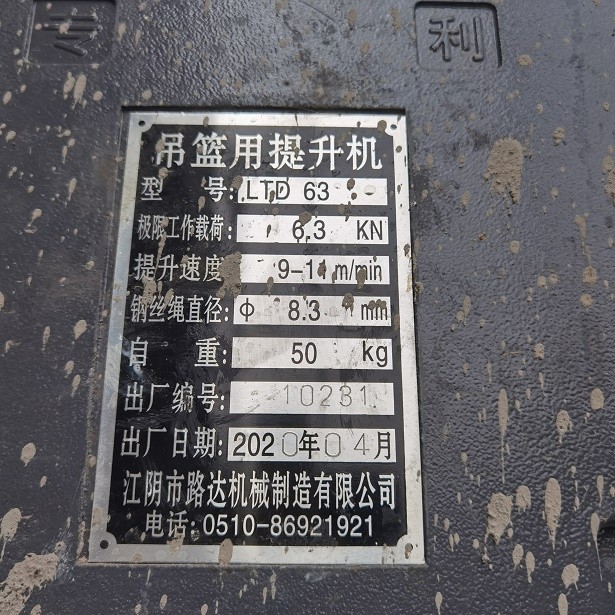 专 利
吊篮用提升机
型 号: LTD 63
极限工作载荷: 6.3 KN
提升速度 9-11 m/min
钢丝绳直径: ф 8.3 mm
自 重: 50 kg
出厂编号: 10231
出厂日期: 2020年04月
江阴市路达机械制造有限公司
电话: 0510-86921921